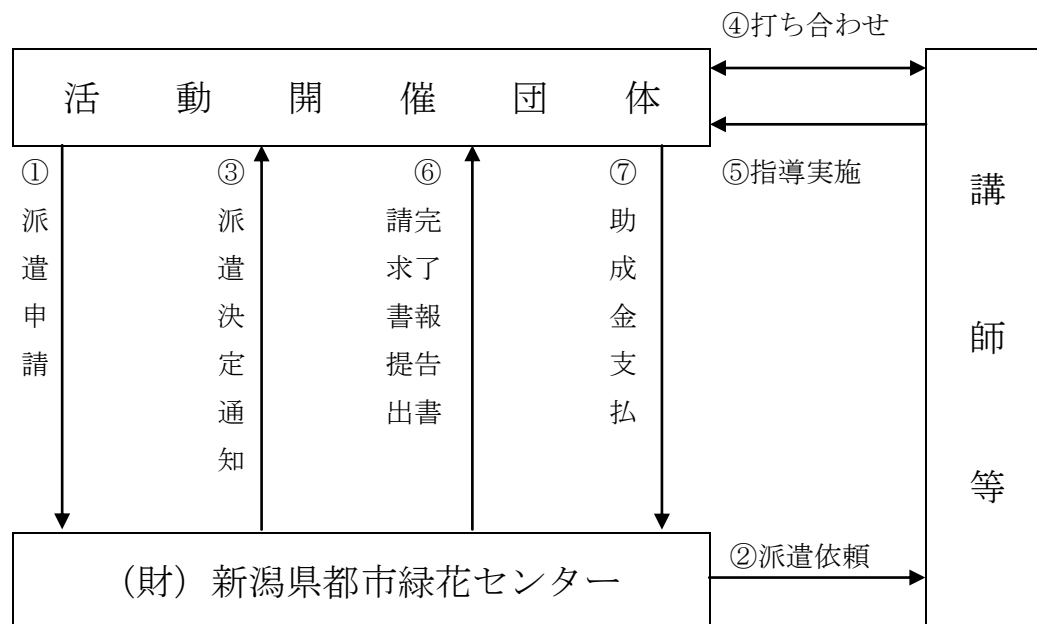 ④打ち合わせ
活動開催団体
①派遣申請
③派遣決定通知
⑥完了報告書
請求書提出
⑦助成金支払
⑤指導実施
講師等
（財）新潟県都市緑花センター
②派遣依頼